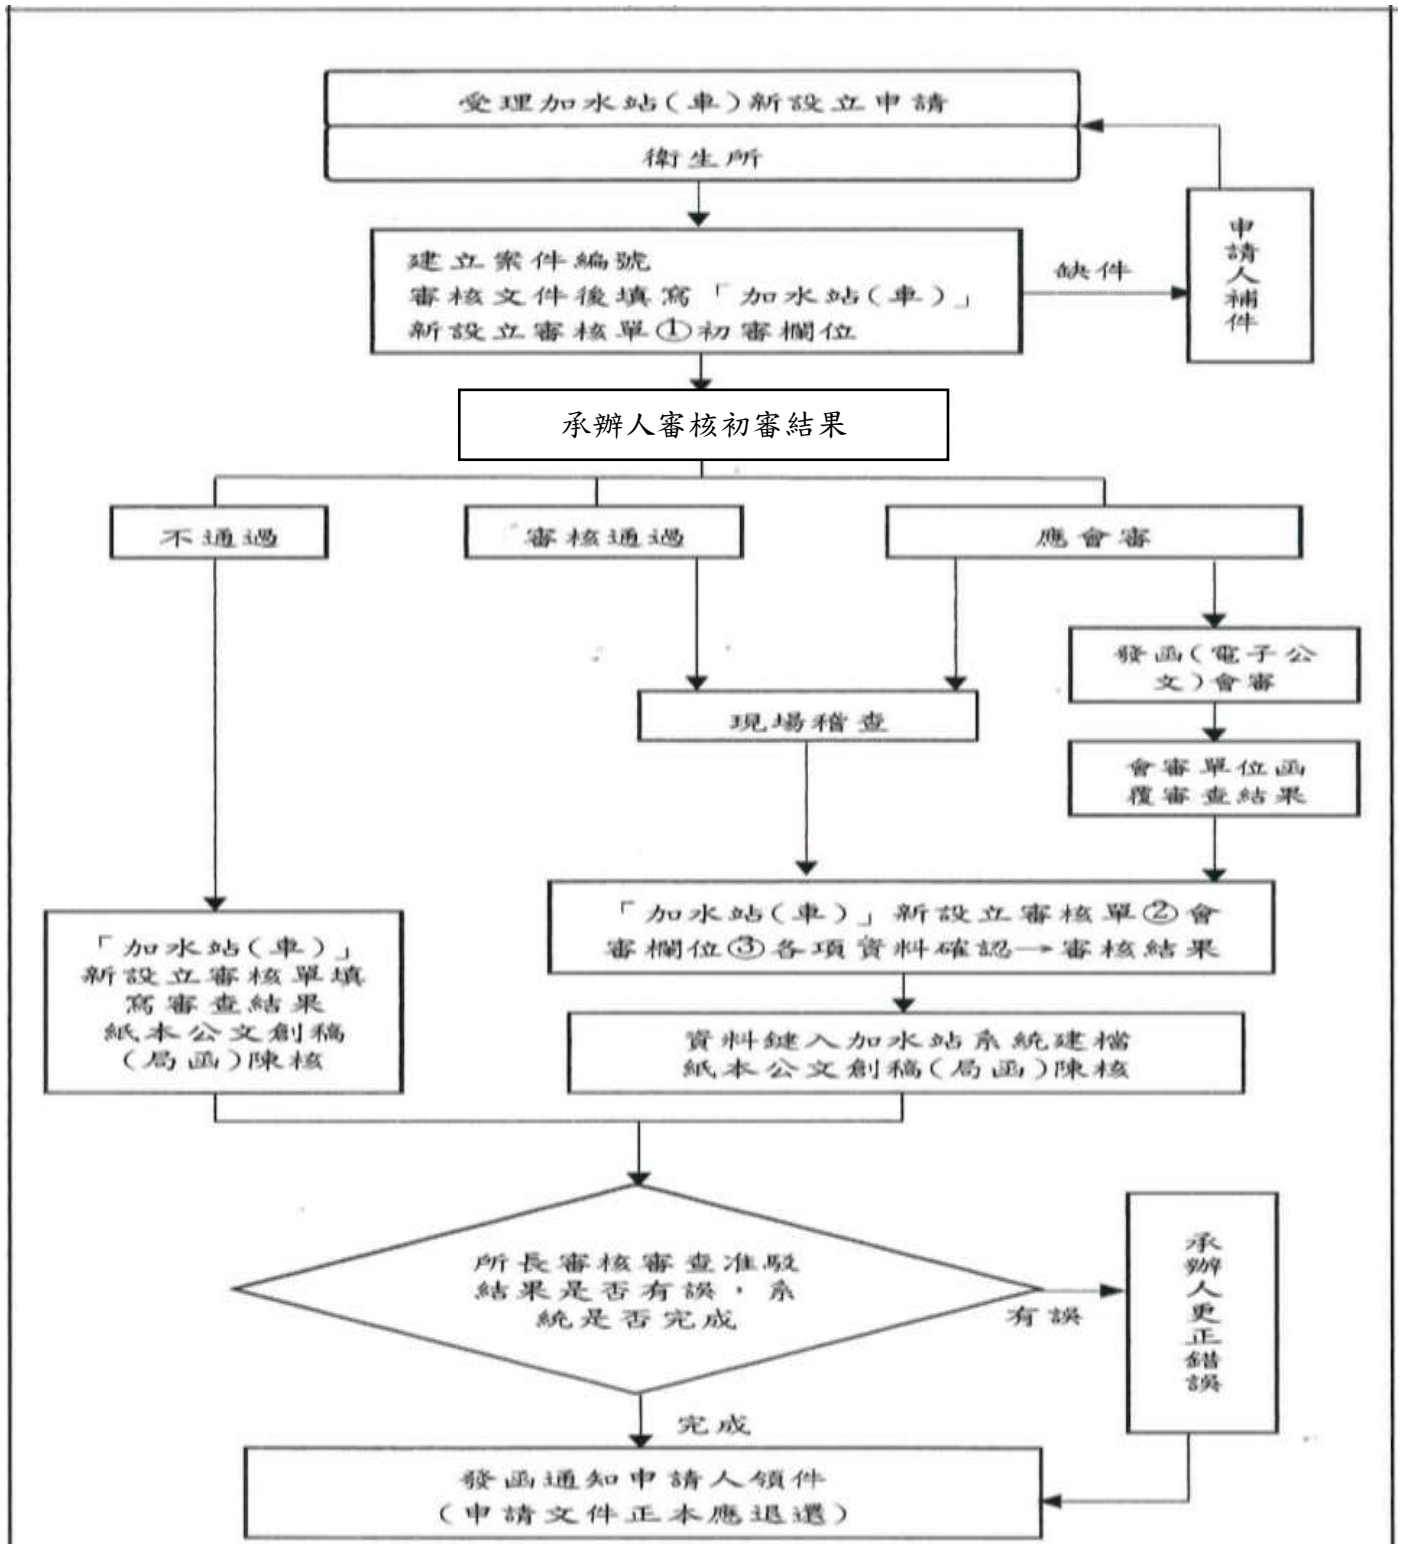 受理加水站(車)新設立申請
衛生所
建立案件編號
審核文件後填寫「加水站(車)」
新設立審核單①初審欄位
缺件
申請人補件
承辦人審核初審結果
不通過
審核通過
應會審
發函(電子公
文)會審
現場稽查
會審單位函
覆審查結果
「加水站(車)」
新設立審核單填
寫審查結果
紙本公文創稿
(局函)陳核
「加水站(車)」新設立審核單②會
審欄位③各項資料確認→審核結果
資料鍵入加水站系統建檔
紙本公文創稿(局函)陳核
所長審核審查准駁
結果是否有誤，系
統是否完成
有誤
承辦人更正錯誤
完成
發函通知申請人領件
(申請文件正本應退還)